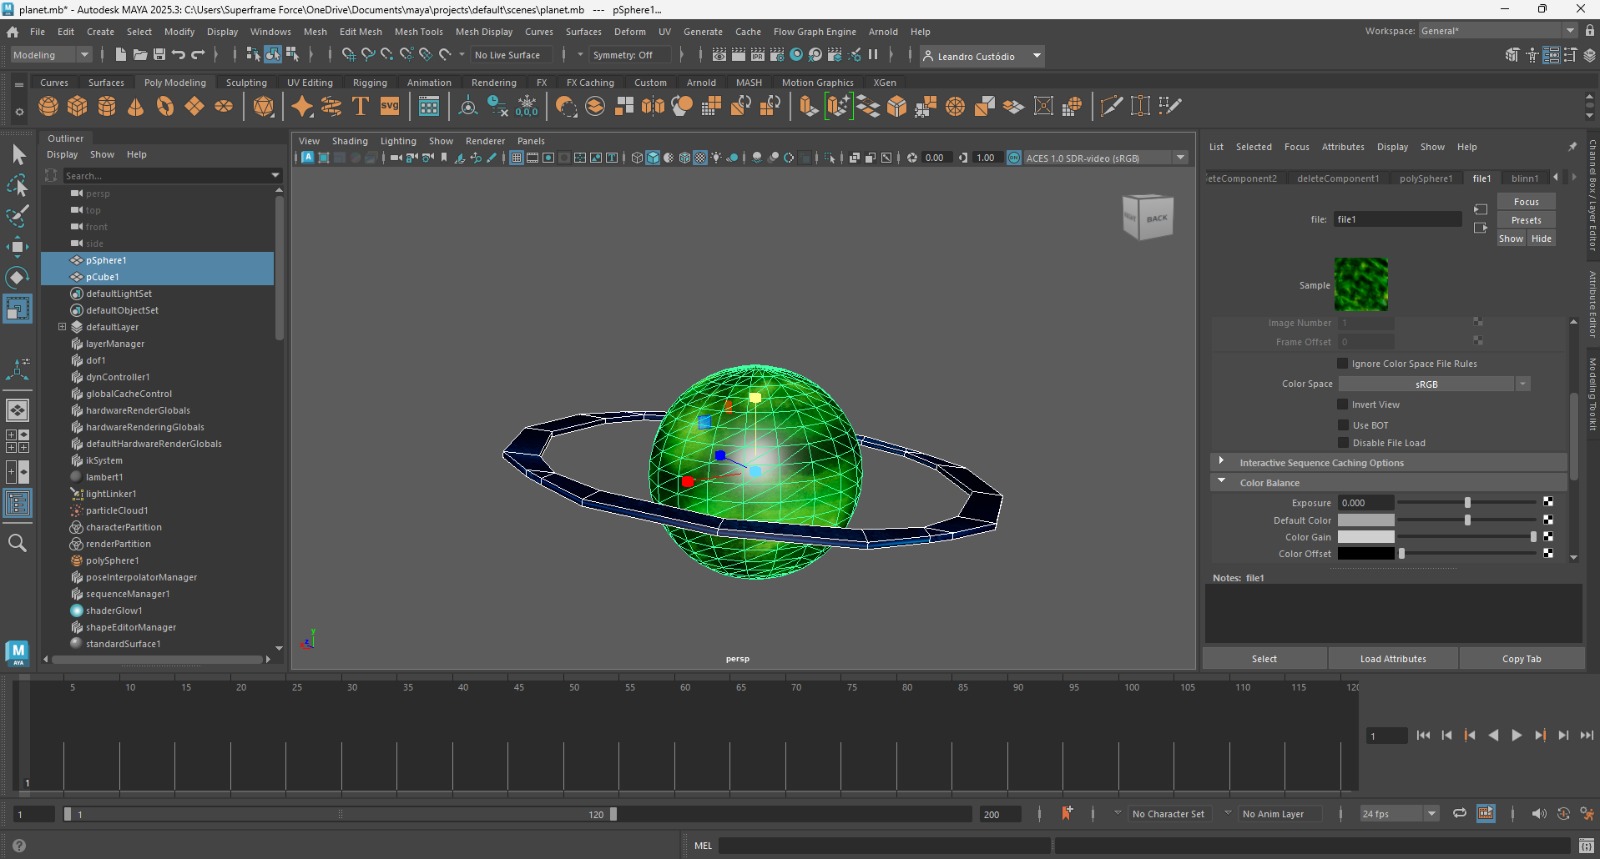 planet.mb* - Autodesk MAYA 2025.3: C:\Users\Superframe Force\OneDrive\Documents\maya\projects\default\scenes\planet.mb --- pSphere1...
File Edit Create Select Modify Display Windows Mesh Edit Mesh Mesh Tools Mesh Display Curves Surfaces Deform UV Generate Cache Flow Graph Engine Arnold Help
Workspace: General*
Modeling
No Live Surface
Symmetry: Off
Leandro Custódio
Curves Surfaces Poly Modeling Sculpting UV Editing Rigging Animation Rendering FX FX Caching Custom Arnold MASH Motion Graphics XGen
Outliner
Display Show Help
Search...
persp
top
front
side
pSphere1
pCube1
defaultLightSet
defaultObjectSet
defaultLayer
layerManager
dof1
dynController1
globalCacheControl
hardwareRenderGlobals
hardwareRenderingGlobals
defaultHardwareRenderGlobals
ikSystem
lambert1
lightLinker1
particleCloud1
characterPartition
renderPartition
polySphere1
poseInterpolatorManager
sequenceManager1
shaderGlow1
shapeEditorManager
standardSurface1
View Shading Lighting Show Renderer Panels
0.00 1.00 ACES 1.0 SDR-video (sRGB)
BACK
persp
List Selected Focus Attributes Display Show Help
eteComponent2 deleteComponent1 polySphere1 file1 blinn1
file: file1
Focus
Presets
Show Hide
Sample
Image Number 1
Frame Offset 0
Ignore Color Space File Rules
Color Space sRGB
Invert View
Use BOT
Disable File Load
Interactive Sequence Caching Options
Color Balance
Exposure 0.000
Default Color
Color Gain
Color Offset
Notes: file1
Select Load Attributes Copy Tab
Channel Box / Layer Editor
Attribute Editor
Modeling Toolkit
5 10 15 20 25 30 35 40 45 50 55 60 65 70 75 80 85 90 95 100 105 110 115 120
1
1
1 1 120 200
No Character Set
No Anim Layer
24 fps
MEL